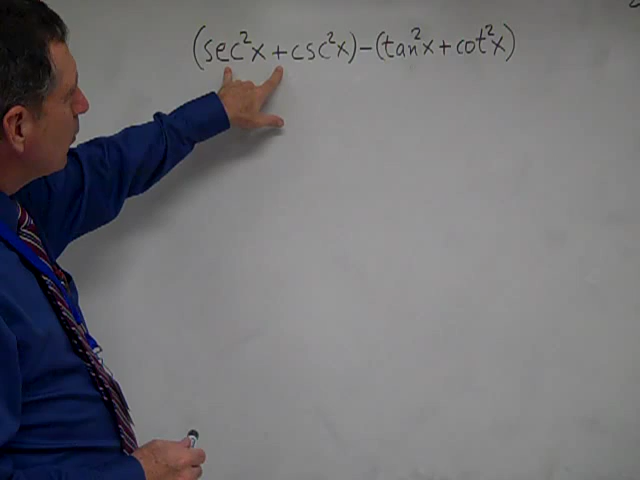 (sec²x + csc²x) – (tan²x + cot²x)